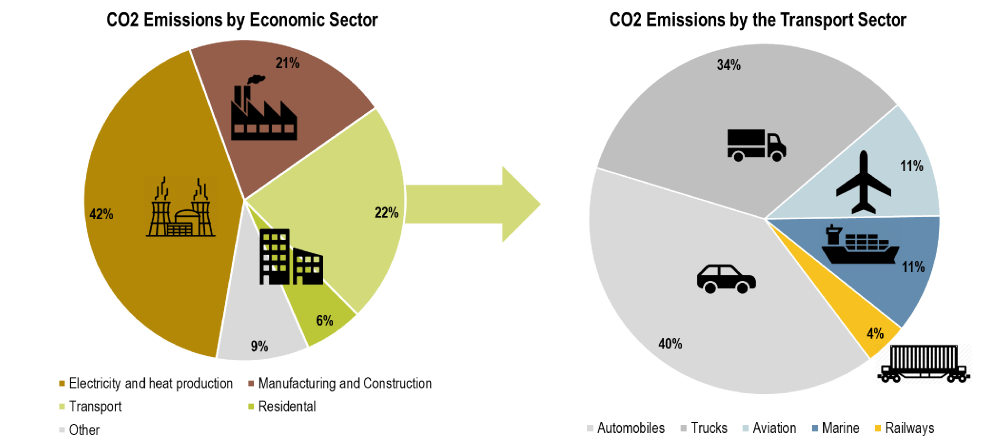 CO2 Emissions by Economic Sector
21%
42%
22%
6%
9%
Electricity and heat production
Manufacturing and Construction
Transport
Residental
Other
CO2 Emissions by the Transport Sector
34%
11%
11%
4%
40%
Automobiles
Trucks
Aviation
Marine
Railways